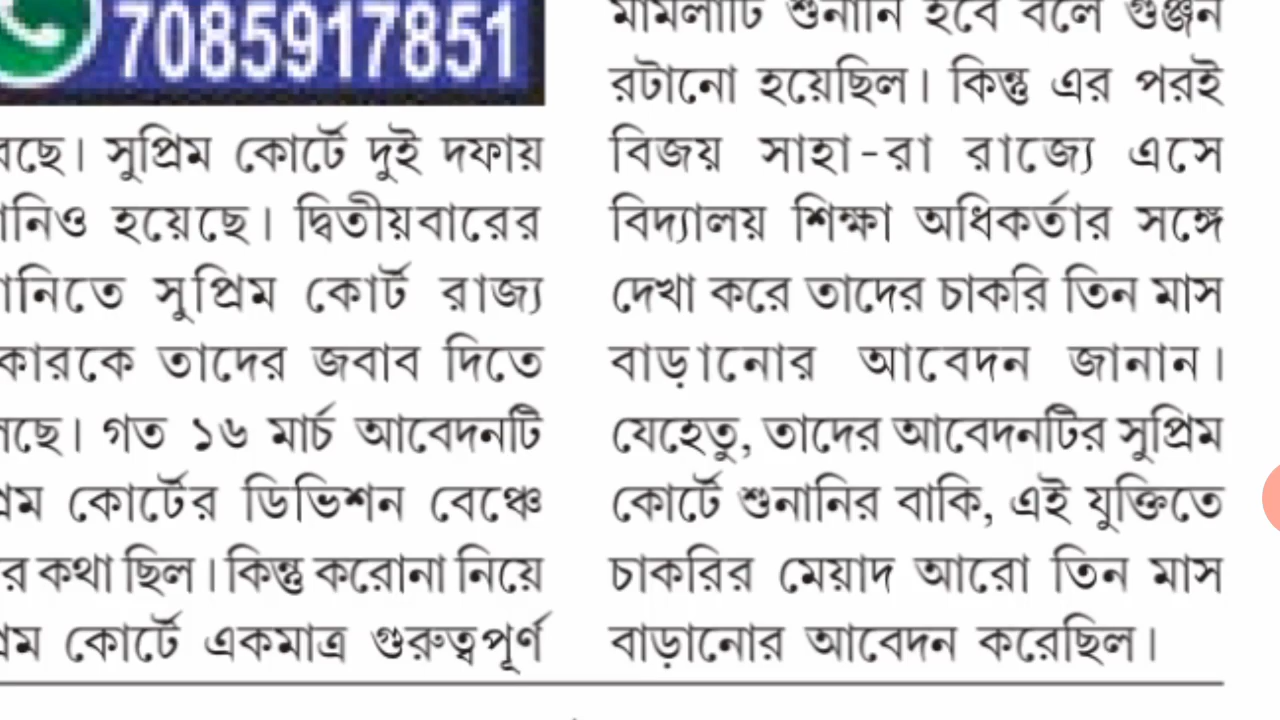 7085917851
সুপ্রিম কোর্টে দুই দফায়
হয়েছে। দ্বিতীয়বারের
সুপ্রিম কোর্ট রাজ্য
তাদের জবাব দিতে
গত ১৬ মার্চ আবেদনটি
কোর্টের ডিভিশন বেঞ্চে
কথা ছিল। কিন্তু করোনা নিয়ে
কোর্টে একমাত্র গুরুত্বপূর্ণ
মামলাটি শুনানি হবে বলে গুঞ্জন
রটানো হয়েছিল। কিন্তু এর পরই
বিজয় সাহা-রা রাজ্যে এসে
বিদ্যালয় শিক্ষা অধিকর্তার সঙ্গে
দেখা করে তাদের চাকরি তিন মাস
বাড়ানোর আবেদন জানান।
যেহেতু, তাদের আবেদনটির সুপ্রিম
কোর্টে শুনানির বাকি, এই যুক্তিতে
চাকরির মেয়াদ আরো তিন মাস
বাড়ানোর আবেদন করেছিল।